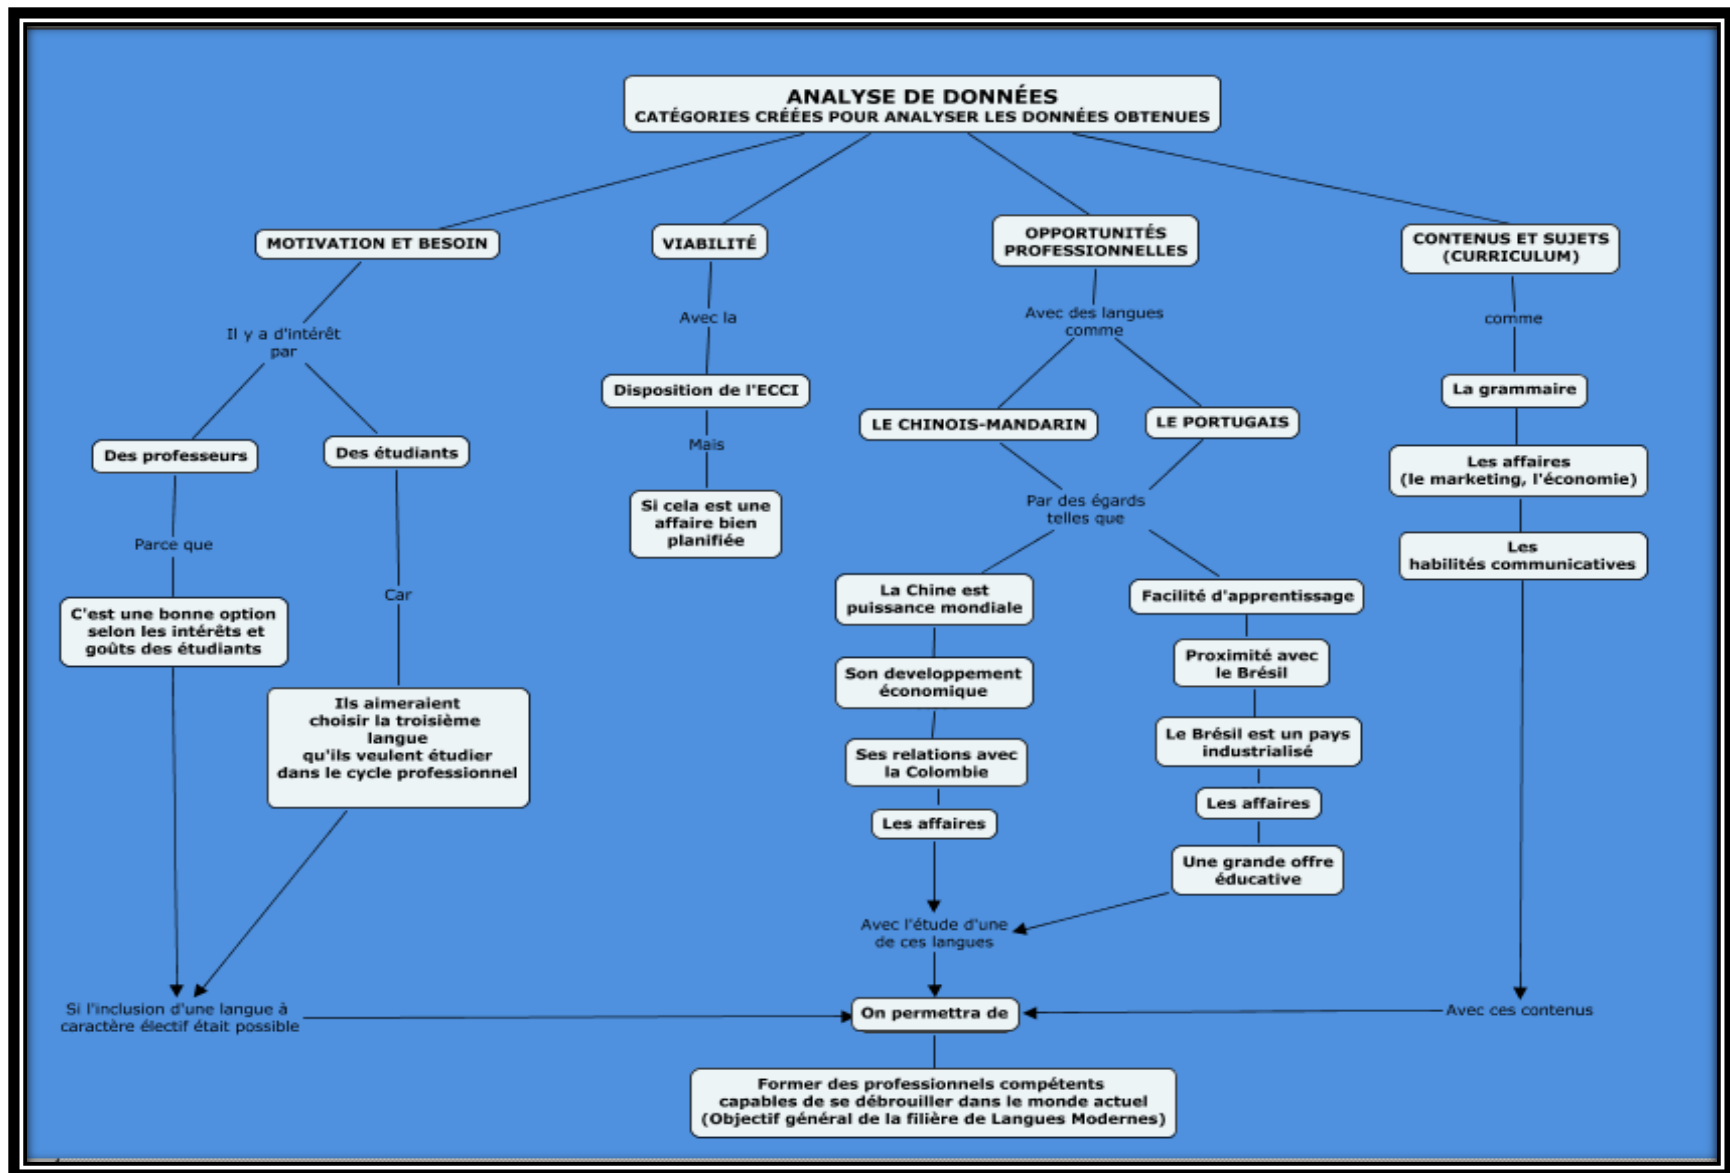 ANALYSE DE DONNÉES
CATÉGORIES CRÉÉES POUR ANALYSER LES DONNÉES OBTENUES
MOTIVATION ET BESOIN
Il y a d'intérêt
par
Des professeurs
Parce que
C'est une bonne option
selon les intérêts et
goûts des étudiants
Des étudiants
Car
Ils aimeraient
choisir la troisième
langue
qu'ils veulent étudier
dans le cycle professionnel
Si l'inclusion d'une langue à
caractère électif était possible
VIABILITÉ
Avec la
Disposition de l'ECCI
Mais
Si cela est une
affaire bien
planifiée
OPPORTUNITÉS
PROFESSIONNELLES
Avec des langues
comme
LE CHINOIS-MANDARIN
LE PORTUGAIS
Par des égards
telles que
La Chine est
puissance mondiale
Son developpement
économique
Ses relations avec
la Colombie
Les affaires
Facilité d'apprentissage
Proximité avec
le Brésil
Le Brésil est un pays
industrialisé
Les affaires
Une grande offre
éducative
Avec l'étude d'une
de ces langues
CONTENUS ET SUJETS
(CURRICULUM)
comme
La grammaire
Les affaires
(le marketing, l'économie)
Les
habilités communicatives
Avec ces contenus
On permettra de
Former des professionnels compétents
capables de se débrouiller dans le monde actuel
(Objectif général de la filière de Langues Modernes)